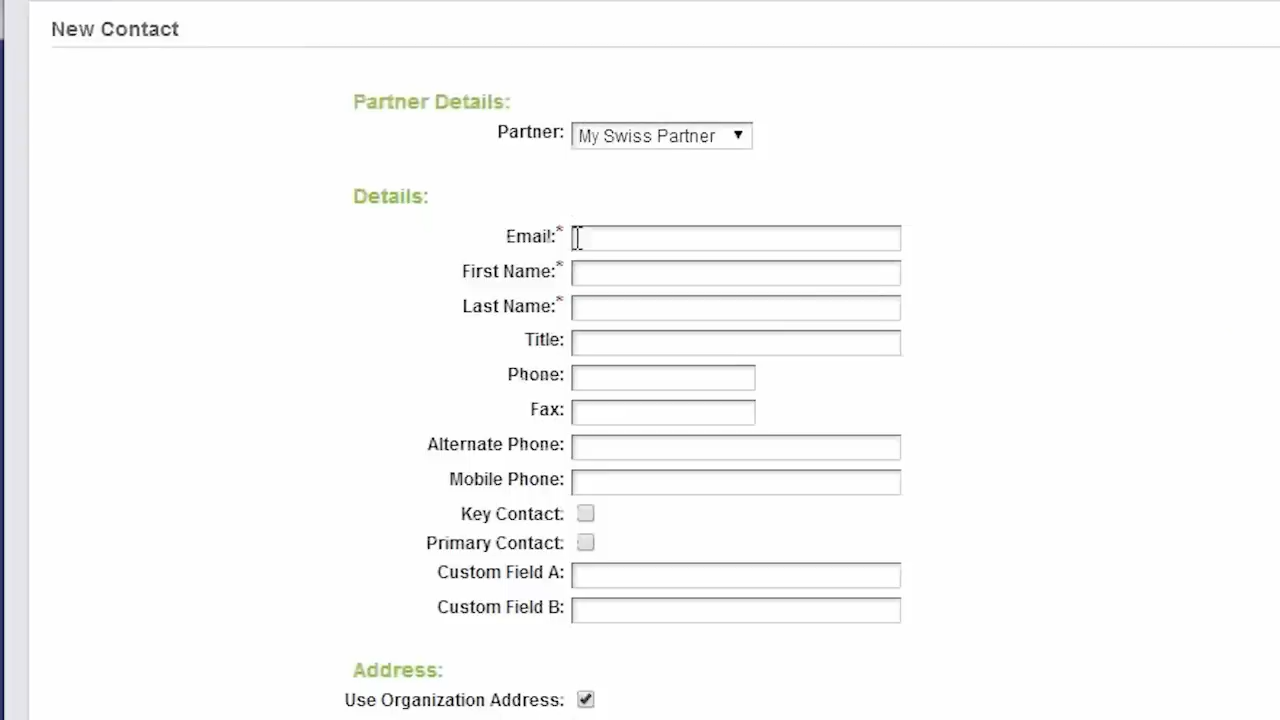 New Contact
Partner Details:
Partner: My Swiss Partner
Details:
Email:*
First Name:*
Last Name:*
Title:
Phone:
Fax:
Alternate Phone:
Mobile Phone:
Key Contact:
Primary Contact:
Custom Field A:
Custom Field B:
Address:
Use Organization Address: